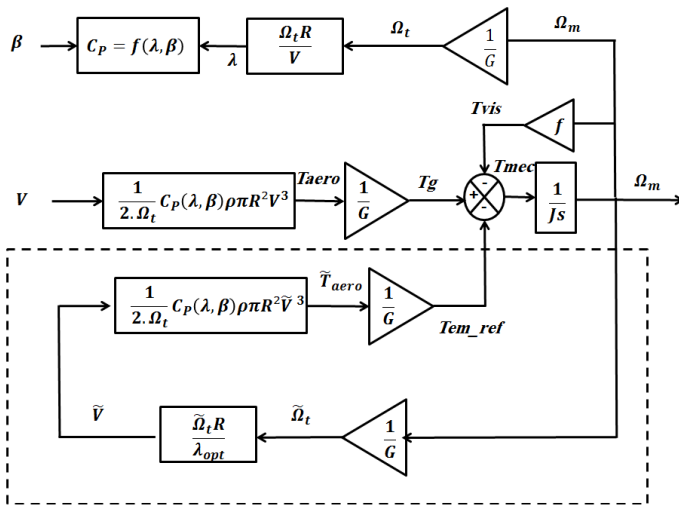 β
C_P = f(λ, β)
λ
Ω_t R / V
Ω_t
1/G
Ω_m
Tvis
f
V
1/(2.Ω_t) C_P(λ, β)ρπR²V³
Taero
1/G
Tg
+ - -
Tmec
1/Js
Ω_m
1/(2.Ω_t) C_P(λ, β)ρπR²Ṽ³
T̃_aero
1/G
Tem_ref
Ṽ
Ω̃_t R / λ_opt
Ω̃_t
1/G